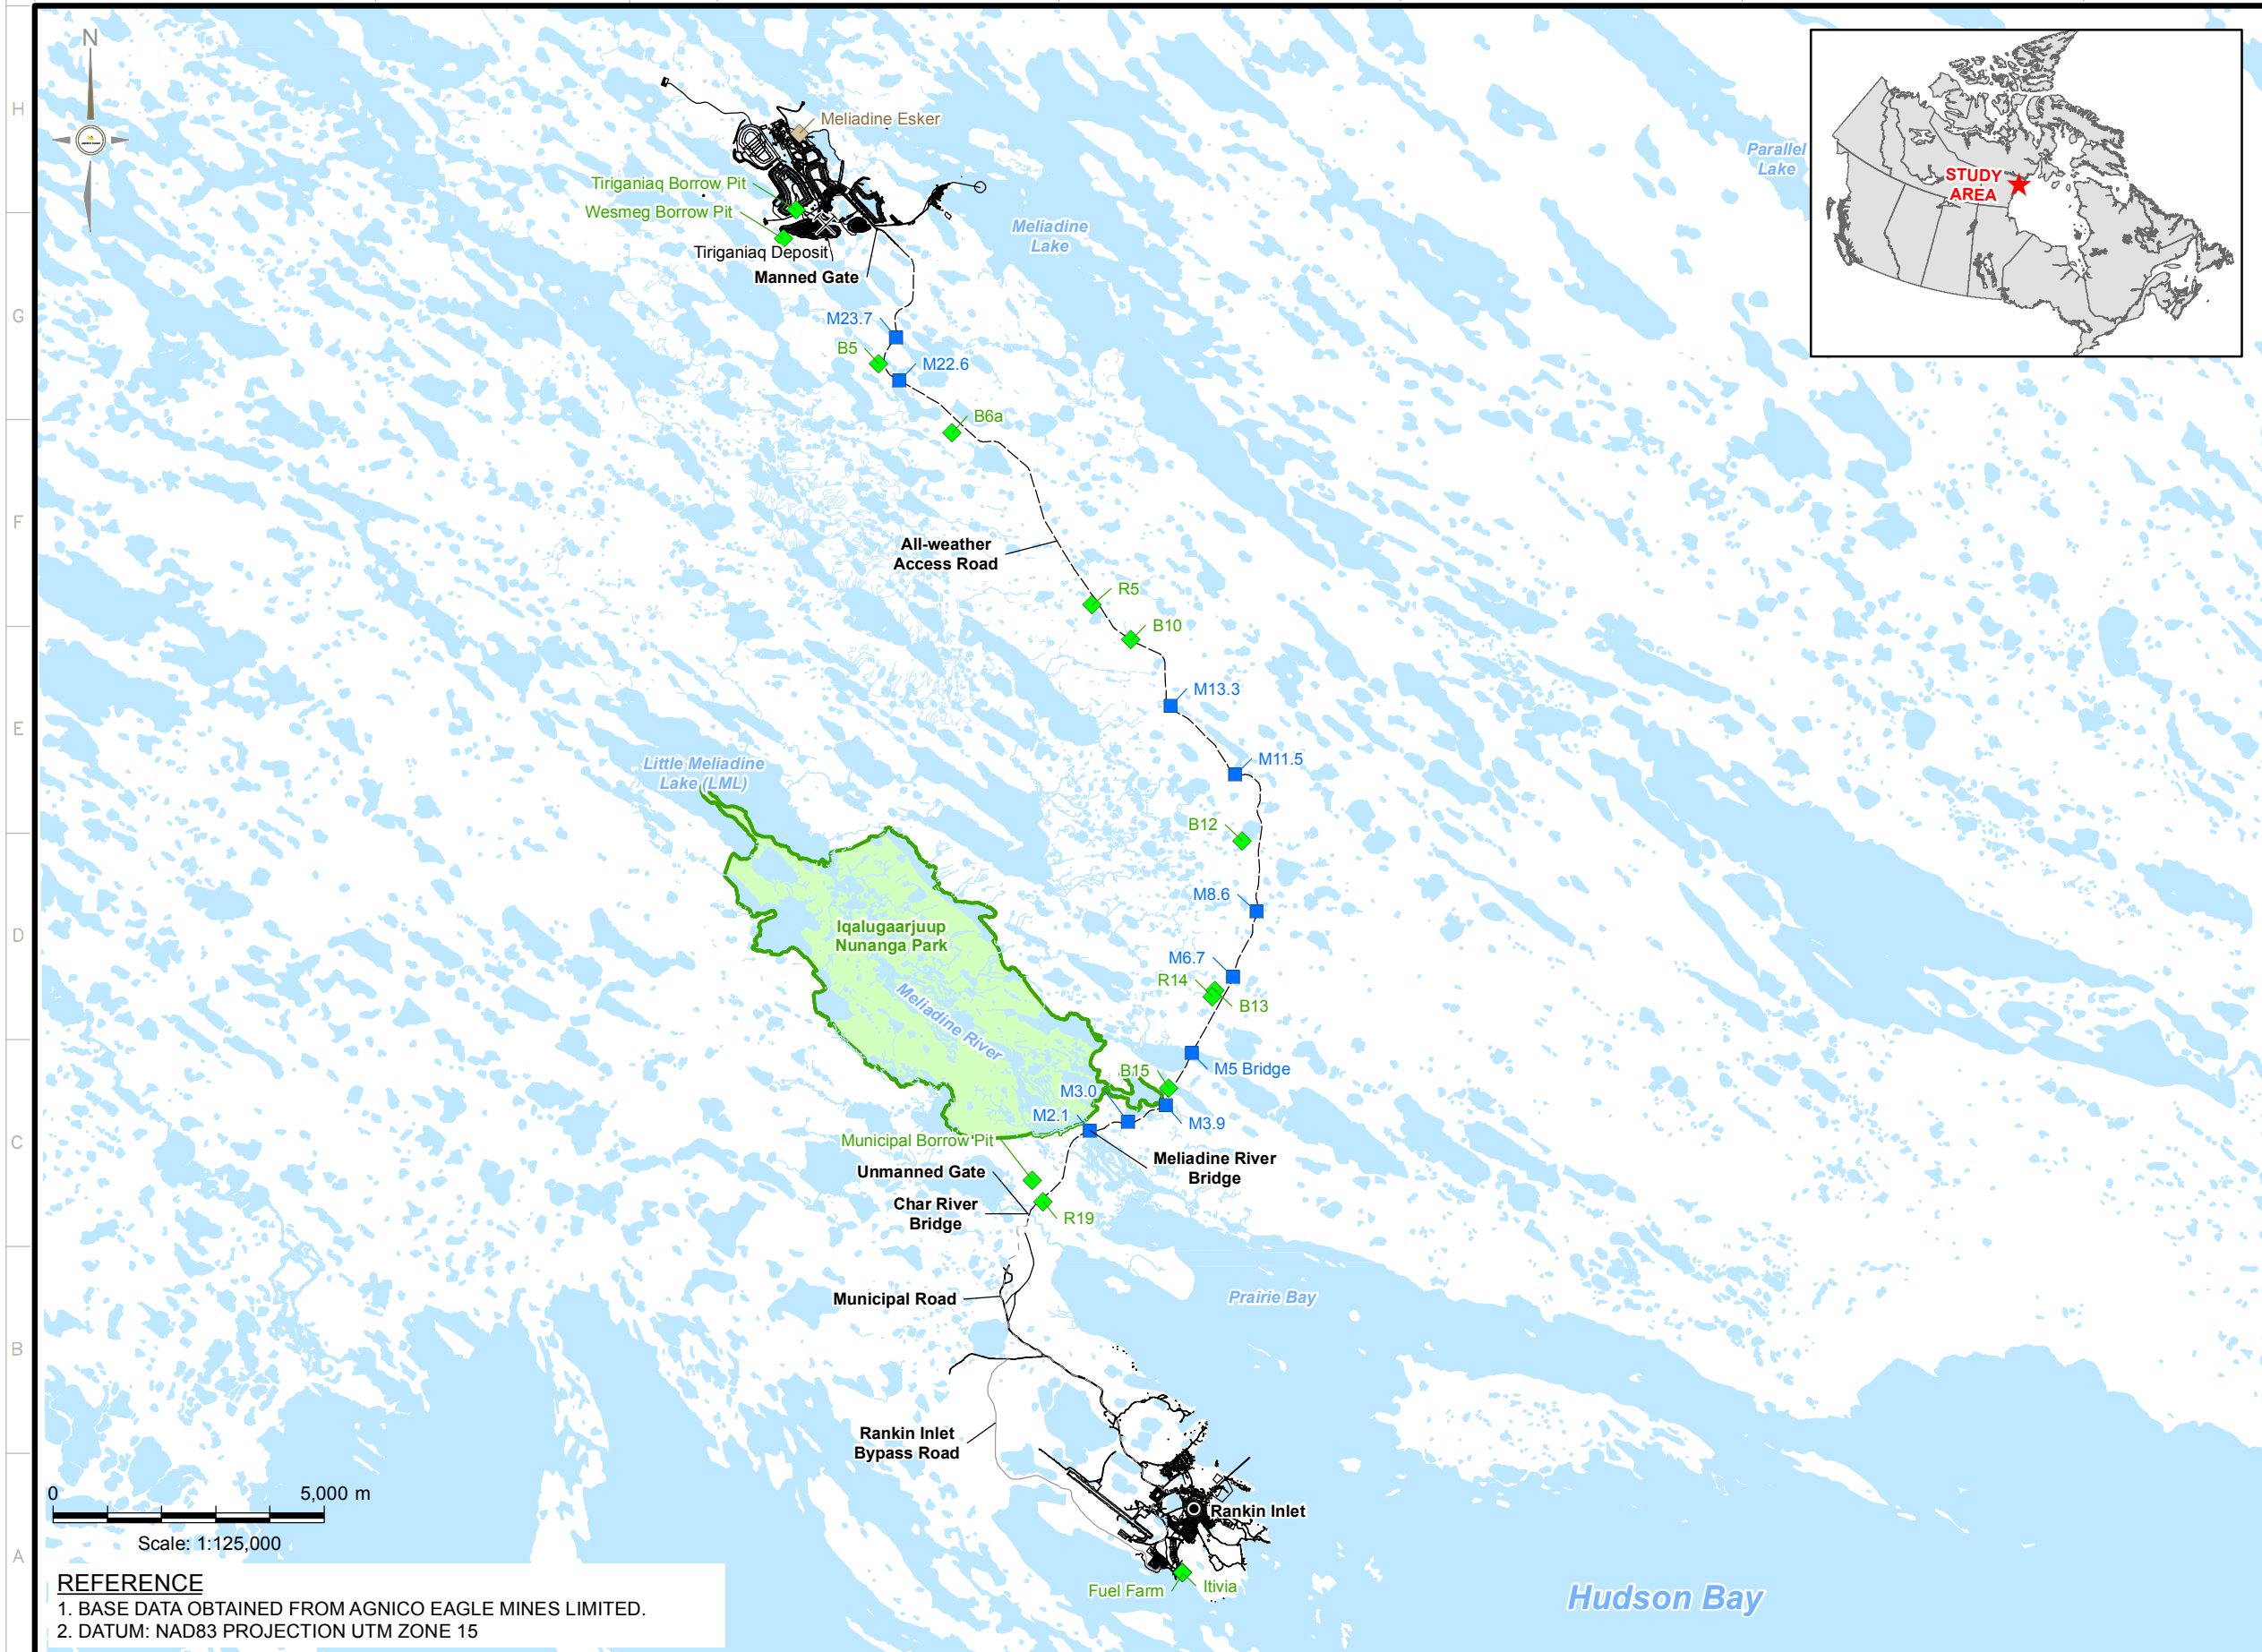 N
H
G
F
E
D
C
B
A
Meliadine Esker
Tiriganiaq Borrow Pit
Wesmeg Borrow Pit
Tiriganiaq Deposit
Manned Gate
Meliadine
Lake
Parallel
Lake
STUDY
AREA
M23.7
B5
M22.6
B6a
All-weather
Access Road
R5
B10
M13.3
Little Meliadine
Lake (LML)
M11.5
B12
M8.6
Iqalugaarjuup
Nunanga Park
M6.7
R14
B13
Meliadine River
M5 Bridge
B15
M3.0
M2.1
M3.9
Municipal Borrow Pit
Meliadine River
Bridge
Unmanned Gate
Char River
Bridge
R19
Municipal Road
Prairie Bay
Rankin Inlet
Bypass Road
Rankin Inlet
Fuel Farm
Itivia
Hudson Bay
0 5,000 m
Scale: 1:125,000
REFERENCE
1. BASE DATA OBTAINED FROM AGNICO EAGLE MINES LIMITED.
2. DATUM: NAD83 PROJECTION UTM ZONE 15